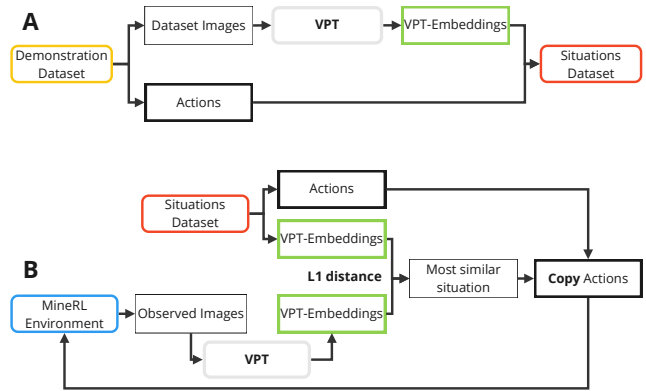 A
Dataset Images
VPT
VPT-Embeddings
Demonstration
Dataset
Situations
Dataset
Actions
Situations
Dataset
Actions
VPT-Embeddings
B
L1 distance
Most similar
situation
Copy Actions
MineRL
Environment
Observed Images
VPT-Embeddings
VPT